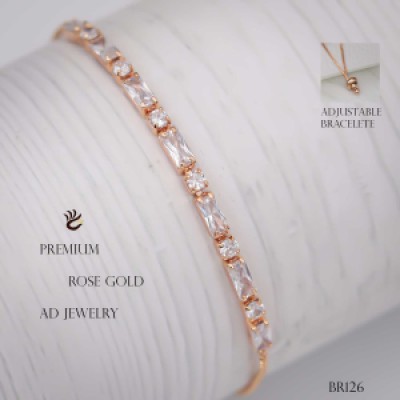 ADJUSTABLE
BRACELETE
PREMIUM
ROSE GOLD
AD JEWELRY
BR126